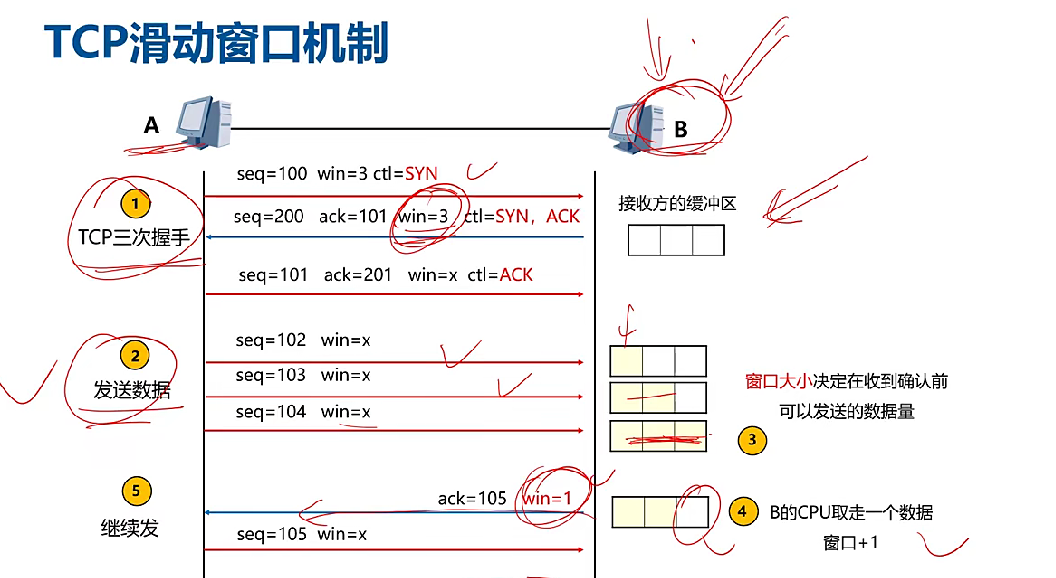 TCP滑动窗口机制
A
B
seq=100 win=3 ctl=SYN
1
TCP三次握手
seq=200 ack=101 win=3 ctl=SYN，ACK
接收方的缓冲区
seq=101 ack=201 win=x ctl=ACK
2
发送数据
seq=102 win=x
seq=103 win=x
seq=104 win=x
窗口大小决定在收到确认前
可以发送的数据量
3
5
继续发
ack=105 win=1
4
B的CPU取走一个数据
窗口+1
seq=105 win=x